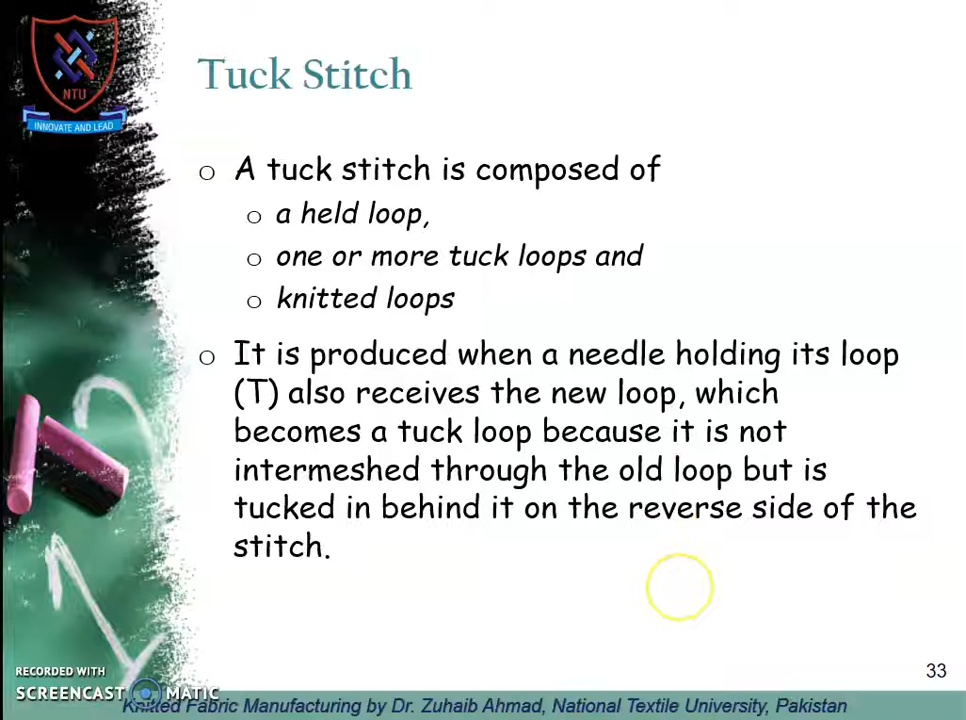 NTU
INNOVATE AND LEAD
Tuck Stitch
A tuck stitch is composed of
a held loop,
one or more tuck loops and
knitted loops
It is produced when a needle holding its loop
(T) also receives the new loop, which
becomes a tuck loop because it is not
intermeshed through the old loop but is
tucked in behind it on the reverse side of the
stitch.
33
RECORDED WITH
SCREENCAST MATIC
Knitted Fabric Manufacturing by Dr. Zuhaib Ahmad, National Textile University, Pakistan